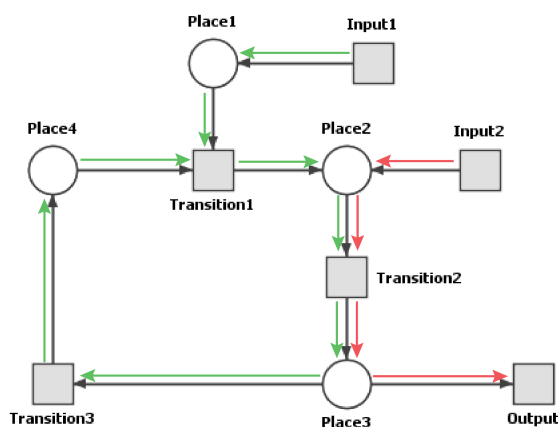 Place1
Input1
Place4
Place2
Input2
Transition1
Transition2
Transition3
Place3
Output